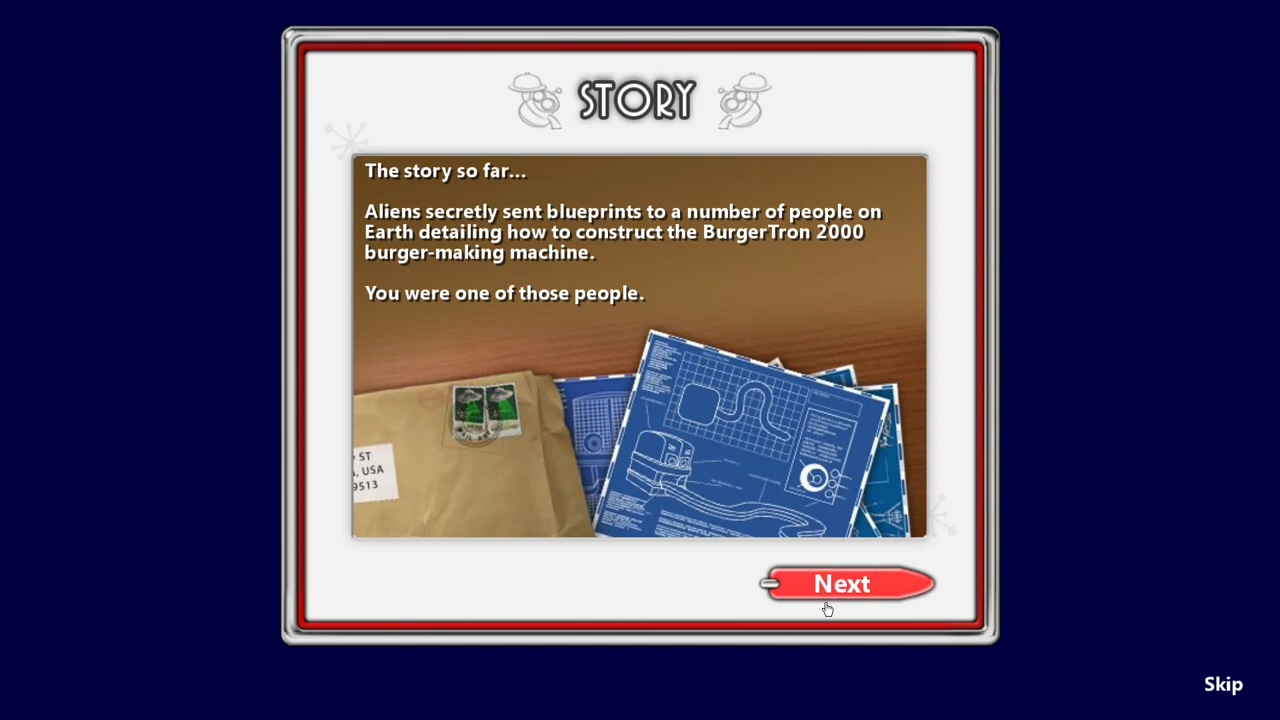 STORY
The story so far...
Aliens secretly sent blueprints to a number of people on
Earth detailing how to construct the BurgerTron 2000
burger-making machine.
You were one of those people.
ST
, USA
9513
Next
Skip